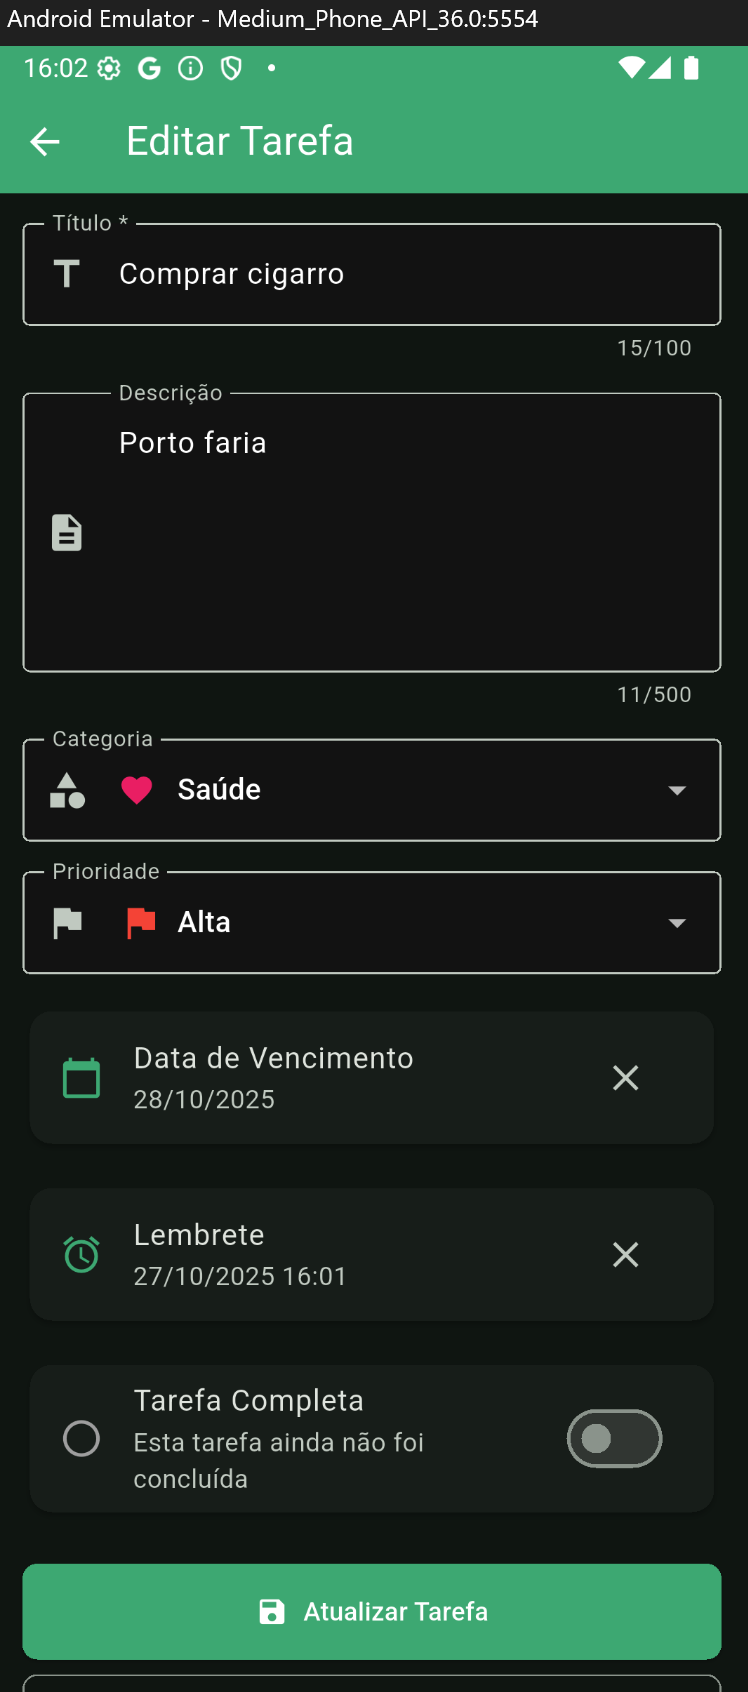 Android Emulator - Medium_Phone_API_36.0:5554
16:02
Editar Tarefa
Título *
Comprar cigarro
15/100
Descrição
Porto faria
11/500
Categoria
Saúde
Prioridade
Alta
Data de Vencimento
28/10/2025
Lembrete
27/10/2025 16:01
Tarefa Completa
Esta tarefa ainda não foi
concluída
Atualizar Tarefa